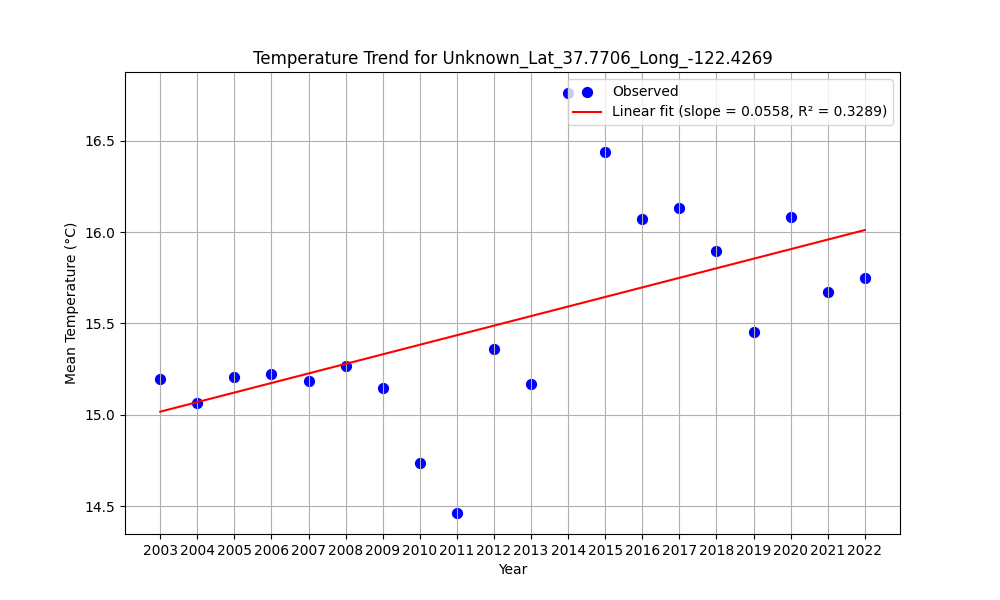 Temperature Trend for Unknown_Lat_37.7706_Long_-122.4269
Observed
Linear fit (slope = 0.0558, R² = 0.3289)
Mean Temperature (°C)
16.5
16.0
15.5
15.0
14.5
2003 2004 2005 2006 2007 2008 2009 2010 2011 2012 2013 2014 2015 2016 2017 2018 2019 2020 2021 2022
Year